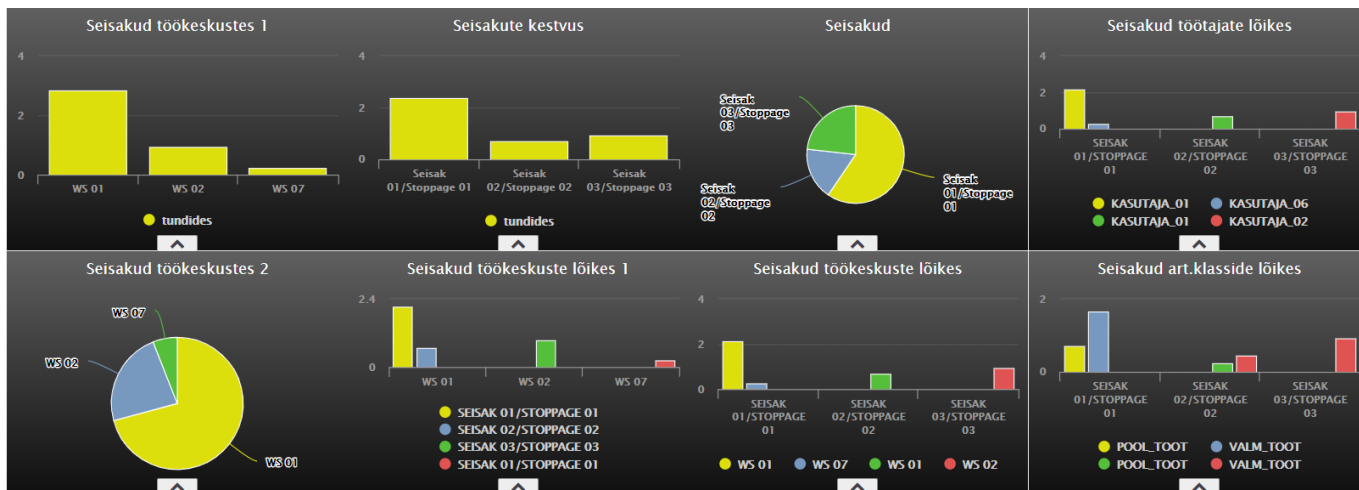 Seisakud töökeskustes 1
4
2
0
WS 01
WS 02
WS 07
tundides
Seisakute kestvus
4
2
0
Seisak
01/Stoppage 01
Seisak
02/Stoppage 02
Seisak
03/Stoppage 03
tundides
Seisakud
Seisak
03/Stoppage
03
Seisak
02/Stoppage
02
Seisak
01/Stoppage
01
Seisakud töötajate lõikes
4
2
0
SEISAK
01/STOPPAGE
01
SEISAK
02/STOPPAGE
02
SEISAK
03/STOPPAGE
03
KASUTAJA_01
KASUTAJA_06
KASUTAJA_01
KASUTAJA_02
Seisakud töökeskustes 2
WS 07
WS 02
WS 01
Seisakud töökeskuste lõikes 1
2.4
0
WS 01
WS 02
WS 07
SEISAK 01/STOPPAGE 01
SEISAK 02/STOPPAGE 02
SEISAK 03/STOPPAGE 03
SEISAK 01/STOPPAGE 01
Seisakud töökeskuste lõikes
4
2
0
SEISAK
01/STOPPAGE
01
SEISAK
02/STOPPAGE
02
SEISAK
03/STOPPAGE
03
WS 01
WS 07
WS 01
WS 02
Seisakud art.klasside lõikes
2
0
SEISAK
01/STOPPAGE
01
SEISAK
02/STOPPAGE
02
SEISAK
03/STOPPAGE
03
POOL_TOOT
VALM_TOOT
POOL_TOOT
VALM_TOOT